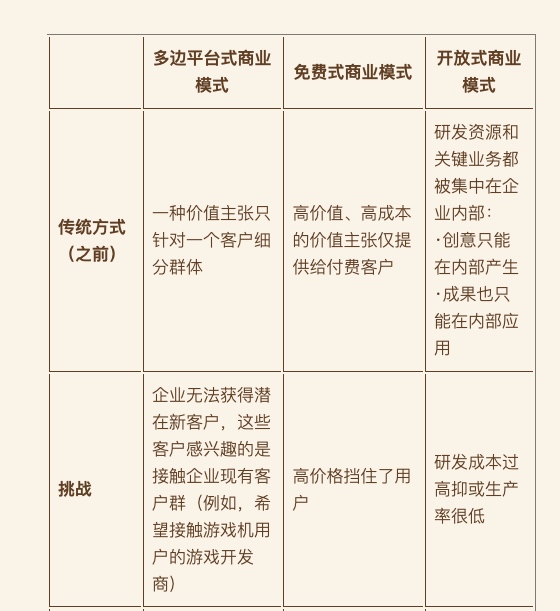 多边平台式商业
模式
免费式商业模式
开放式商业
模式
传统方式
（之前）
一种价值主张只
针对一个客户细
分群体
高价值、高成本
的价值主张仅提
供给付费客户
研发资源和
关键业务都
被集中在企
业内部：
·创意只能
在内部产生
·成果也只
能在内部应
用
挑战
企业无法获得潜
在新客户，这些
客户感兴趣的是
接触企业现有客
户群（例如，希
望接触游戏机用
户的游戏开发
商）
高价格挡住了用
户
研发成本过
高抑或生产
率很低